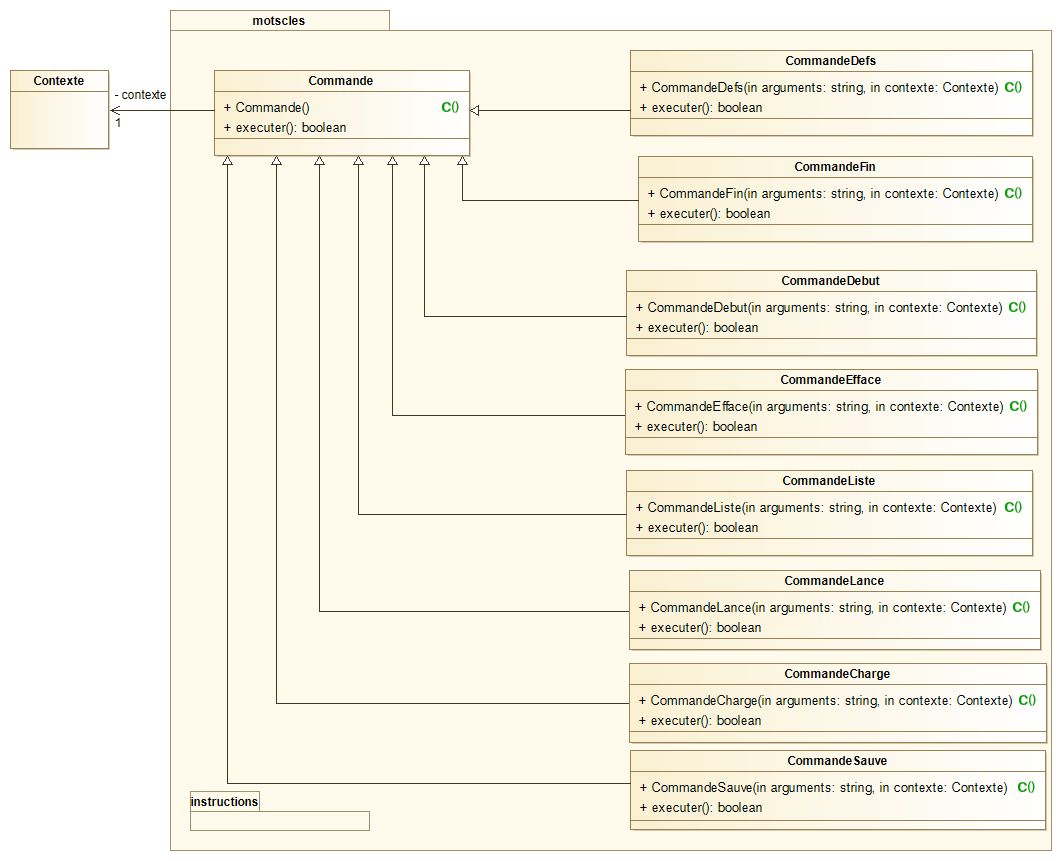 motscles
Contexte
- contexte
1
Commande
+ Commande() C()
+ executer(): boolean
CommandeDefs
+ CommandeDefs(in arguments: string, in contexte: Contexte) C()
+ executer(): boolean
CommandeFin
+ CommandeFin(in arguments: string, in contexte: Contexte) C()
+ executer(): boolean
CommandeDebut
+ CommandeDebut(in arguments: string, in contexte: Contexte) C()
+ executer(): boolean
CommandeEfface
+ CommandeEfface(in arguments: string, in contexte: Contexte) C()
+ executer(): boolean
CommandeListe
+ CommandeListe(in arguments: string, in contexte: Contexte) C()
+ executer(): boolean
CommandeLance
+ CommandeLance(in arguments: string, in contexte: Contexte) C()
+ executer(): boolean
CommandeCharge
+ CommandeCharge(in arguments: string, in contexte: Contexte) C()
+ executer(): boolean
CommandeSauve
+ CommandeSauve(in arguments: string, in contexte: Contexte) C()
+ executer(): boolean
instructions